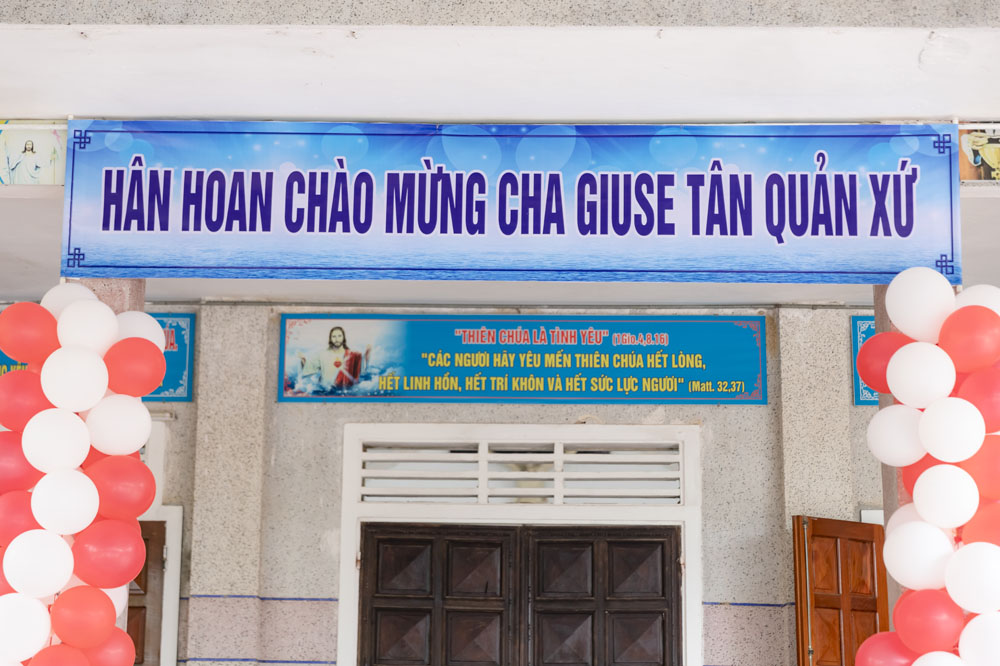 HÂN HOAN CHÀO MỪNG CHA GIUSE TÂN QUẢN XỨ
"THIÊN CHÚA LÀ TÌNH YÊU" (1Gio.4,8.16)
"CÁC NGƯƠI HÃY YÊU MẾN THIÊN CHÚA HẾT LÒNG,
HẾT LINH HỒN, HẾT TRÍ KHÔN VÀ HẾT SỨC LỰC NGƯƠI" (Matt. 32,37)